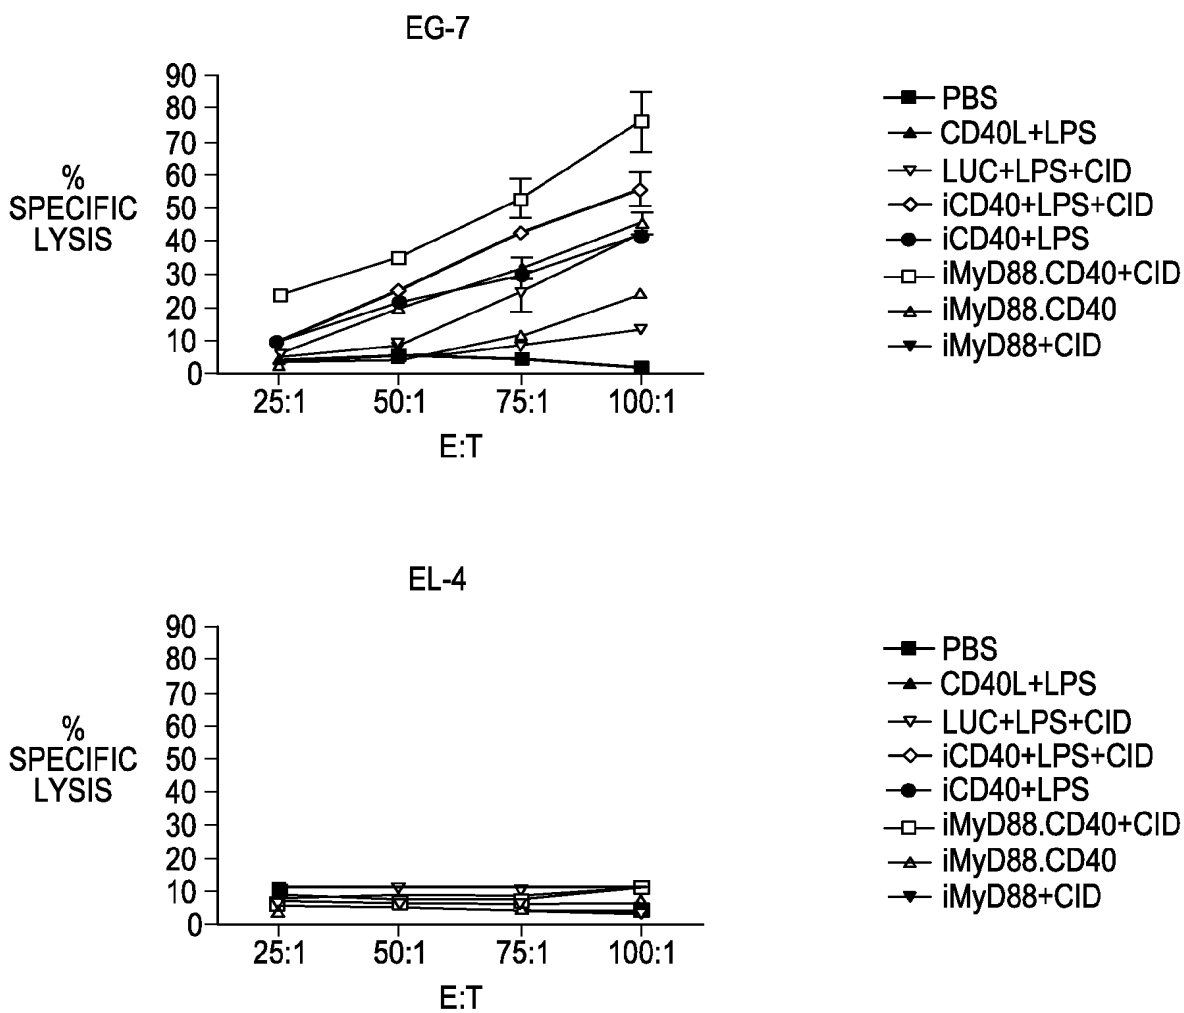 EG-7
90
80
70
60
50
40
30
20
10
0
%
SPECIFIC
LYSIS
25:1 50:1 75:1 100:1
E:T
PBS
CD40L+LPS
LUC+LPS+CID
iCD40+LPS+CID
iCD40+LPS
iMyD88.CD40+CID
iMyD88.CD40
iMyD88+CID
EL-4
90
80
70
60
50
40
30
20
10
0
%
SPECIFIC
LYSIS
25:1 50:1 75:1 100:1
E:T
PBS
CD40L+LPS
LUC+LPS+CID
iCD40+LPS+CID
iCD40+LPS
iMyD88.CD40+CID
iMyD88.CD40
iMyD88+CID